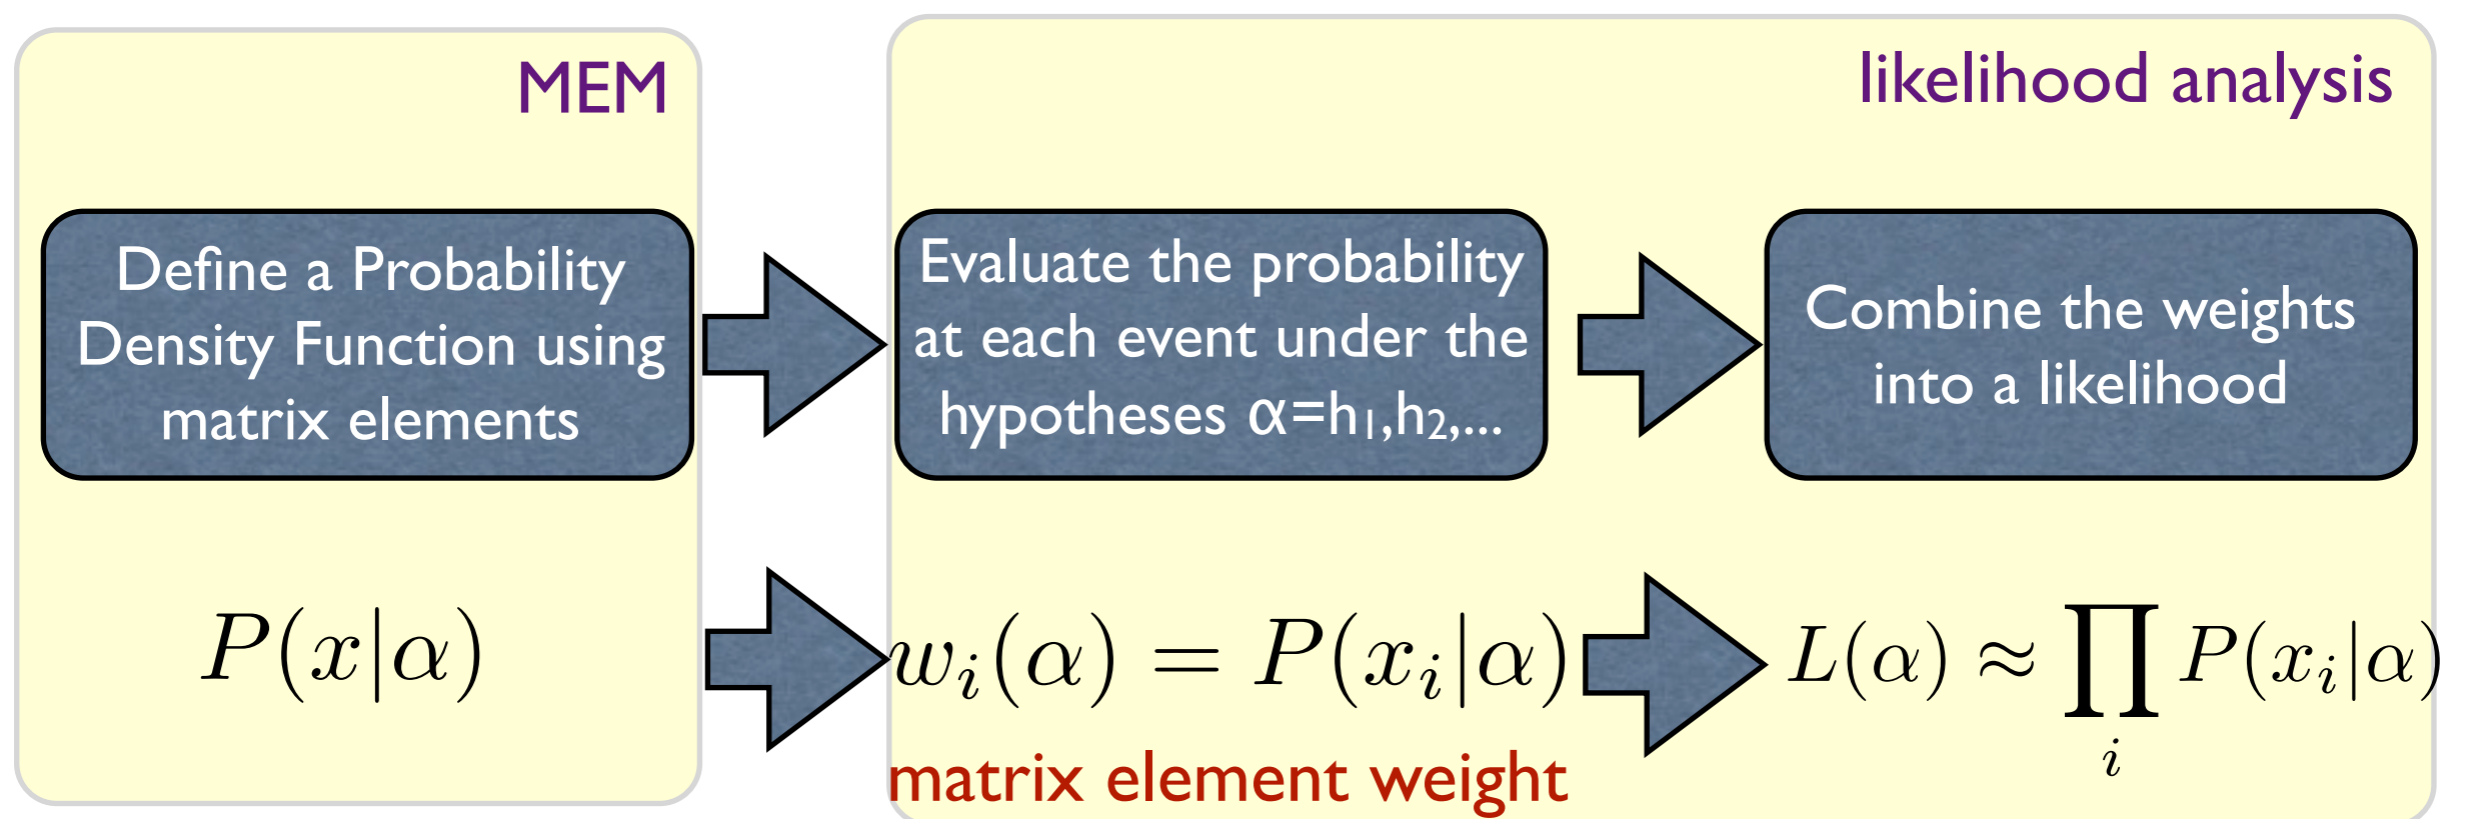 MEM
Define a Probability
Density Function using
matrix elements
P(x|α)
likelihood analysis
Evaluate the probability
at each event under the
hypotheses α=h₁,h₂,...
wᵢ(α) = P(xᵢ|α)
matrix element weight
Combine the weights
into a likelihood
L(α) ≈ ∏ P(xᵢ|α)
i